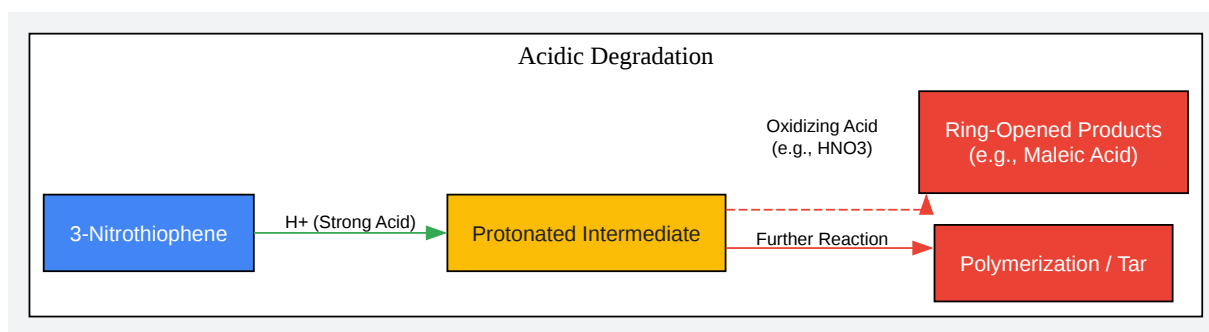 Acidic Degradation
Oxidizing Acid
(e.g., HNO3)
Ring-Opened Products
(e.g., Maleic Acid)
3-Nitrothiophene
H+ (Strong Acid)
Protonated Intermediate
Further Reaction
Polymerization / Tar